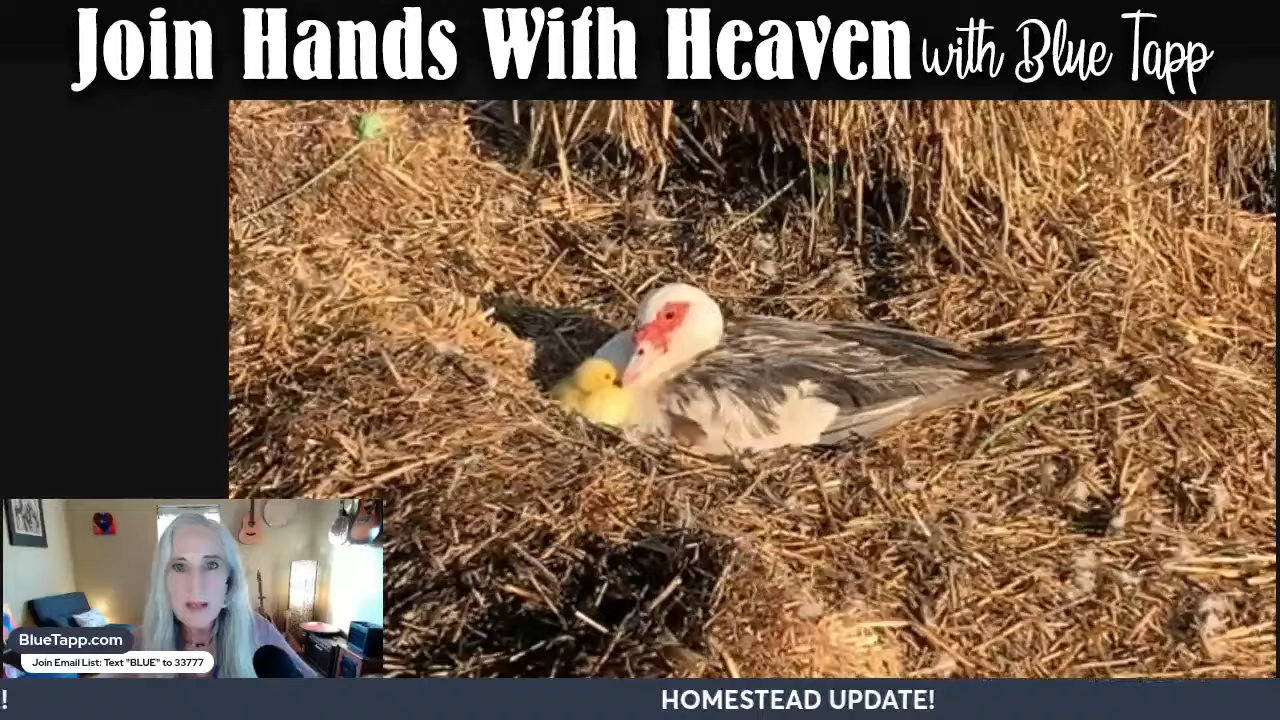 Join Hands With Heaven with Blue Tapp
BlueTapp.com
Join Email List: Text "BLUE" to 33777
! HOMESTEAD UPDATE!